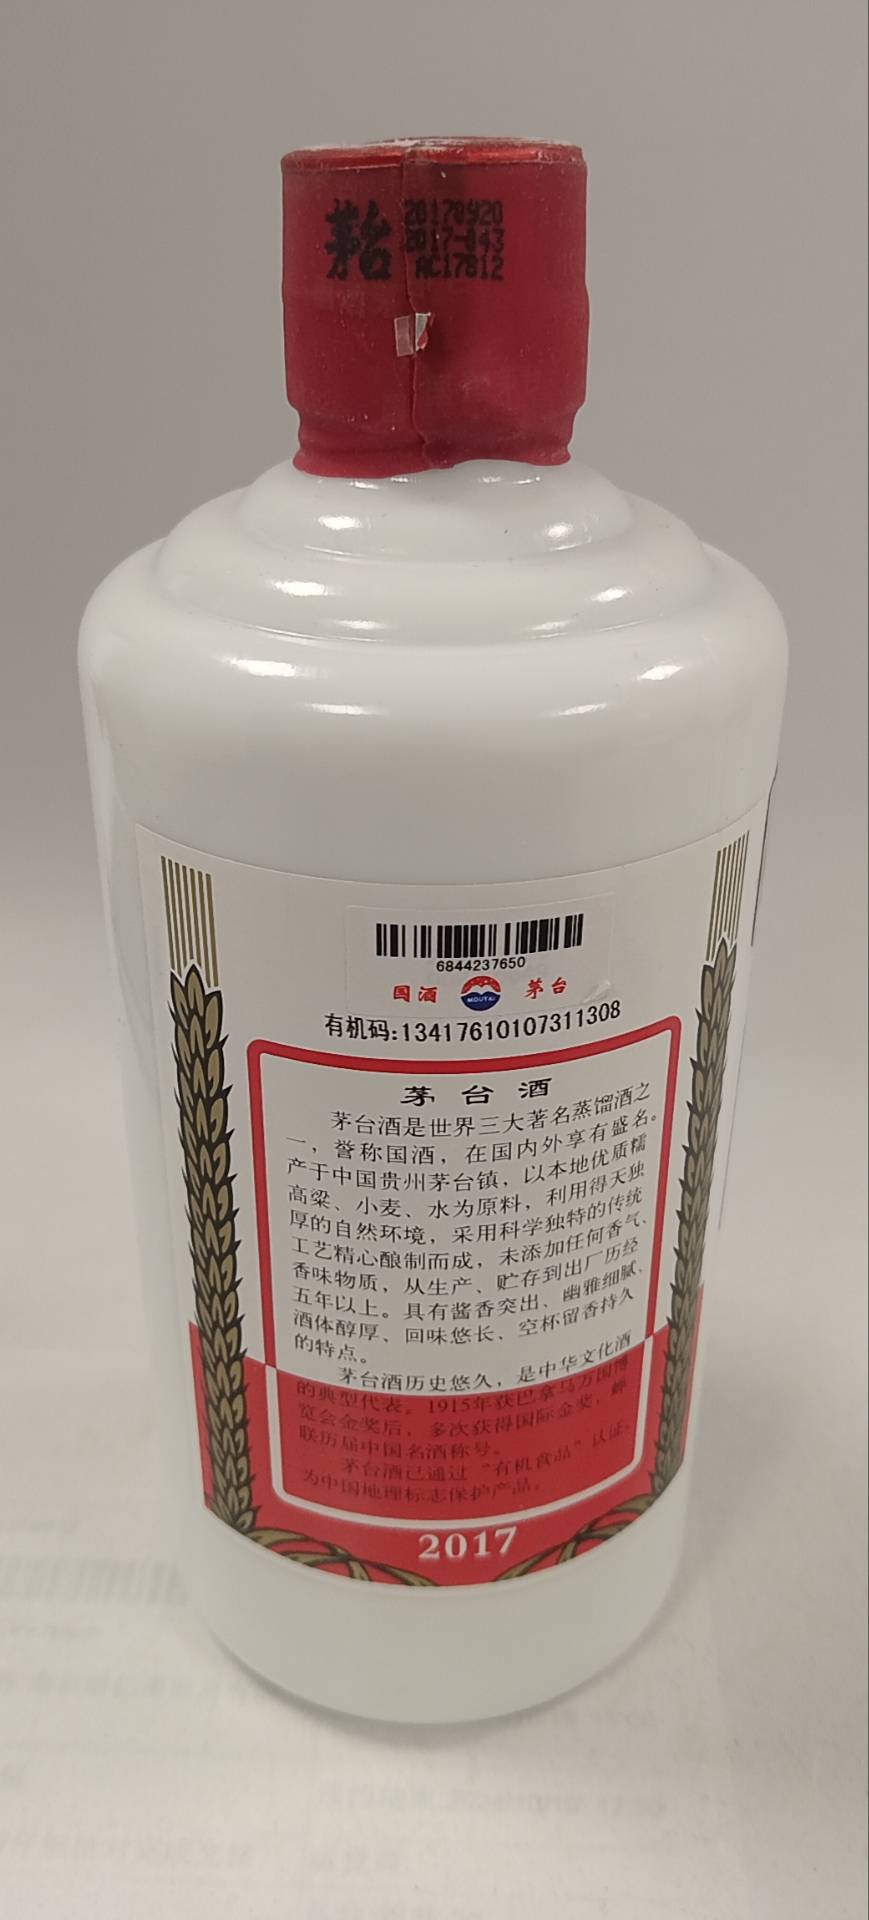 茅台
20170920
2017-043
AC17812
6844237650
国酒 MOUTAI 茅台
有机码:13417610107311308
茅台酒
茅台酒是世界三大著名蒸馏酒之
一，誉称国酒，在国内外享有盛名。
产于中国贵州茅台镇，以本地优质糯
高粱、小麦、水为原料，利用得天独
厚的自然环境，采用科学独特的传统
工艺精心酿制而成，未添加任何香气、
香味物质，从生产、贮存到出厂历经
五年以上。具有酱香突出、幽雅细腻、
酒体醇厚、回味悠长、空杯留香持久
的特点。
茅台酒历史悠久，是中华文化酒
的典型代表。1915年获巴拿马万国博
览会金奖后，多次获得国际金奖，蝉
联历届中国名酒称号。
茅台酒已通过“有机食品”认证，
为中国地理标志保护产品。
2017